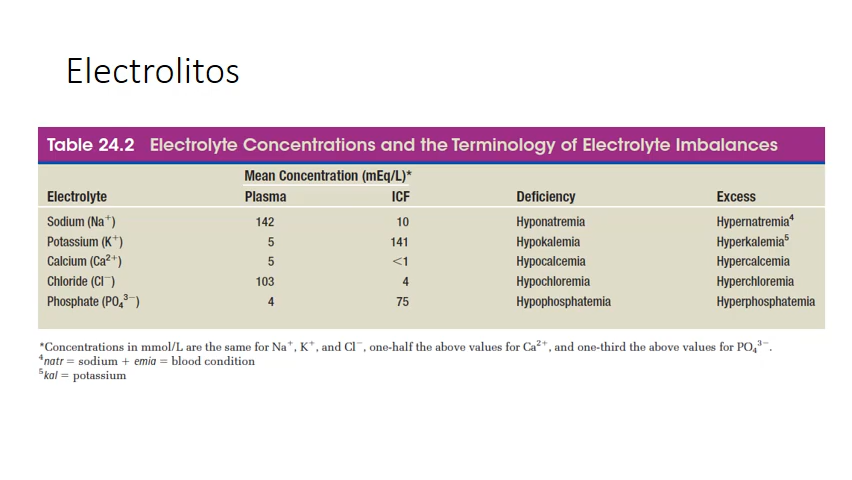 Electrolitos
Table 24.2 Electrolyte Concentrations and the Terminology of Electrolyte Imbalances
Mean Concentration (mEq/L)*
Electrolyte Plasma ICF Deficiency Excess
Sodium (Na⁺) 142 10 Hyponatremia Hypernatremia⁴
Potassium (K⁺) 5 141 Hypokalemia Hyperkalemia⁵
Calcium (Ca²⁺) 5 <1 Hypocalcemia Hypercalcemia
Chloride (Cl⁻) 103 4 Hypochloremia Hyperchloremia
Phosphate (PO₄³⁻) 4 75 Hypophosphatemia Hyperphosphatemia
*Concentrations in mmol/L are the same for Na⁺, K⁺, and Cl⁻, one-half the above values for Ca²⁺, and one-third the above values for PO₄³⁻.
⁴natr = sodium + emia = blood condition
⁵kal = potassium